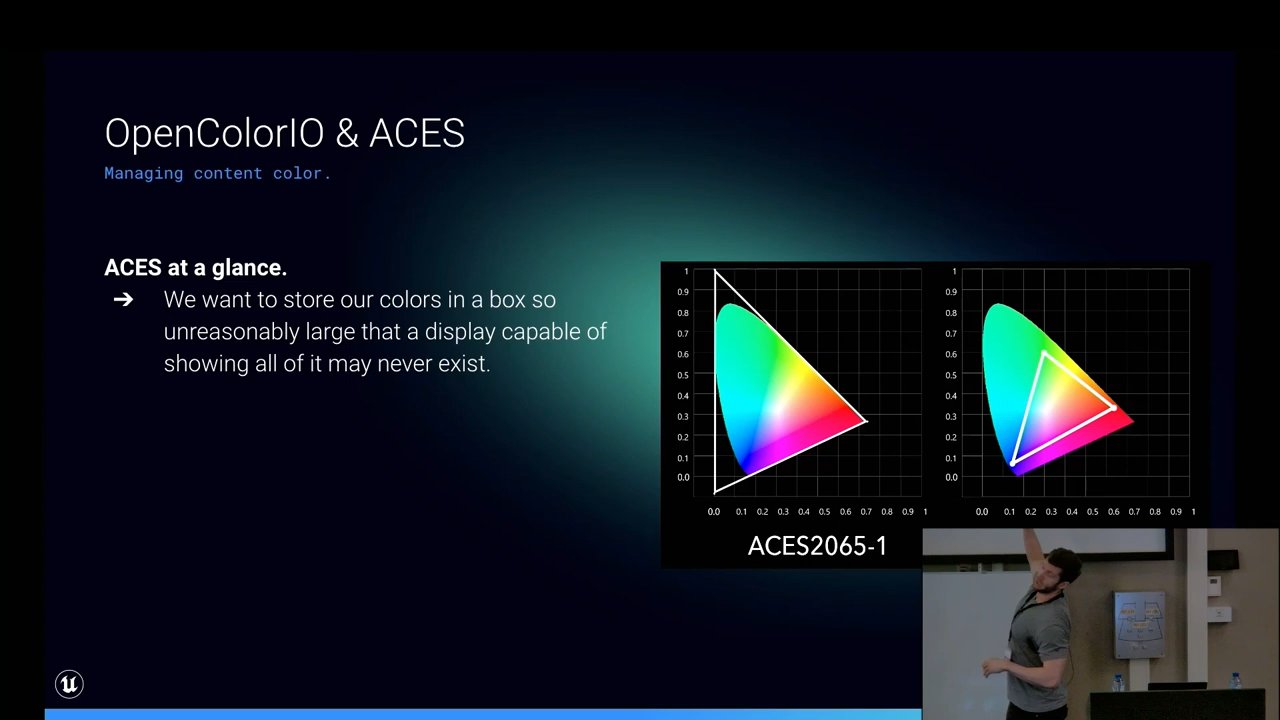 OpenColorIO & ACES
Managing content color.
ACES at a glance.
➔ We want to store our colors in a box so
unreasonably large that a display capable of
showing all of it may never exist.
1
0.9
0.8
0.7
0.6
0.5
0.4
0.3
0.2
0.1
0.0
0.0 0.1 0.2 0.3 0.4 0.5 0.6 0.7 0.8 0.9 1
ACES2065-1
1
0.9
0.8
0.7
0.6
0.5
0.4
0.3
0.2
0.1
0.0
0.0 0.1 0.2 0.3 0.4 0.5 0.6 0.7 0.8 0.9 1